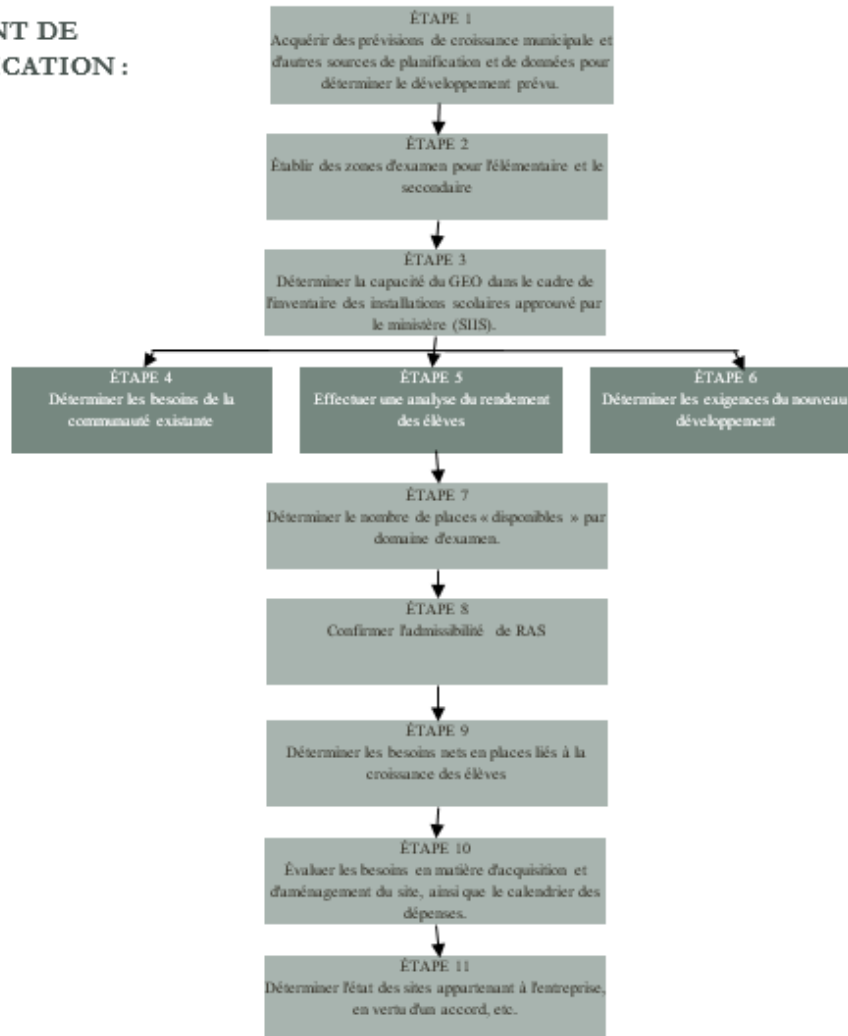 NT DE
CATION :
ÉTAPE 1
Acquérir des prévisions de croissance municipale et
d'autres sources de planification et de données pour
déterminer le développement prévu.
ÉTAPE 2
Établir des zones d'examen pour l'élémentaire et le
secondaire
ÉTAPE 3
Déterminer la capacité du GEO dans le cadre de
l'inventaire des installations scolaires approuvé par
le ministère (SIIS).
ÉTAPE 4
Déterminer les besoins de la
communauté existante
ÉTAPE 5
Effectuer une analyse du rendement
des élèves
ÉTAPE 6
Déterminer les exigences du nouveau
développement
ÉTAPE 7
Déterminer le nombre de places « disponibles » par
domaine d'examen.
ÉTAPE 8
Confirmer l'admissibilité de RAS
ÉTAPE 9
Déterminer les besoins nets en places liés à la
croissance des élèves
ÉTAPE 10
Évaluer les besoins en matière d'acquisition et
d'aménagement du site, ainsi que le calendrier des
dépenses.
ÉTAPE 11
Déterminer l'état des sites appartenant à l'entreprise,
en vertu d'un accord, etc.